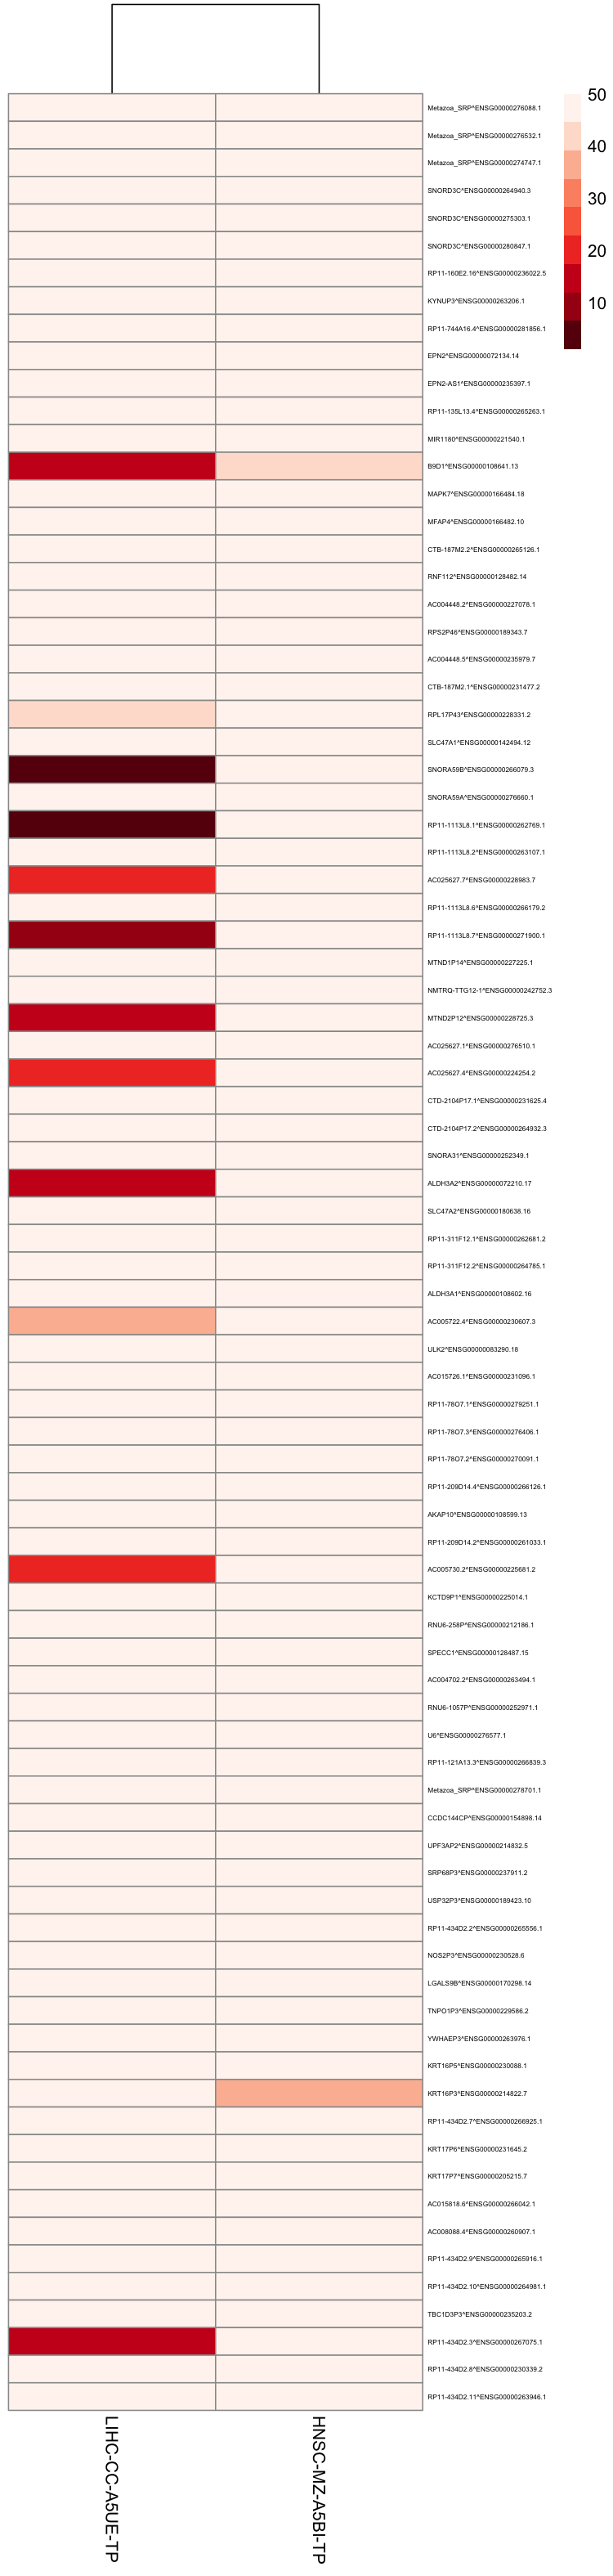 50
40
30
20
10
Metazoa_SRP^ENSG00000276088.1
Metazoa_SRP^ENSG00000276532.1
Metazoa_SRP^ENSG00000274747.1
SNORD3C^ENSG00000264940.3
SNORD3C^ENSG00000275303.1
SNORD3C^ENSG00000280847.1
RP11-160E2.16^ENSG00000236022.5
KYNUP3^ENSG00000263206.1
RP11-744A16.4^ENSG00000281856.1
EPN2^ENSG00000072134.14
EPN2-AS1^ENSG00000235397.1
RP11-135L13.4^ENSG00000265263.1
MIR1180^ENSG00000221540.1
B9D1^ENSG00000108641.13
MAPK7^ENSG00000166484.18
MFAP4^ENSG00000166482.10
CTB-187M2.2^ENSG00000265126.1
RNF112^ENSG00000128482.14
AC004448.2^ENSG00000227078.1
RPS2P46^ENSG00000189343.7
AC004448.5^ENSG00000235979.7
CTB-187M2.1^ENSG00000231477.2
RPL17P43^ENSG00000228331.2
SLC47A1^ENSG00000142494.12
SNORA59B^ENSG00000266079.3
SNORA59A^ENSG00000276660.1
RP11-1113L8.1^ENSG00000262769.1
RP11-1113L8.2^ENSG00000263107.1
AC025627.7^ENSG00000228983.7
RP11-1113L8.6^ENSG00000266179.2
RP11-1113L8.7^ENSG00000271900.1
MTND1P14^ENSG00000227225.1
NMTRQ-TTG12-1^ENSG00000242752.3
MTND2P12^ENSG00000228725.3
AC025627.1^ENSG00000276510.1
AC025627.4^ENSG00000224254.2
CTD-2104P17.1^ENSG00000231625.4
CTD-2104P17.2^ENSG00000264932.3
SNORA31^ENSG00000252349.1
ALDH3A2^ENSG00000072210.17
SLC47A2^ENSG00000180638.16
RP11-311F12.1^ENSG00000262681.2
RP11-311F12.2^ENSG00000264785.1
ALDH3A1^ENSG00000108602.16
AC005722.4^ENSG00000230607.3
ULK2^ENSG00000083290.18
AC015726.1^ENSG00000231096.1
RP11-78O7.1^ENSG00000279251.1
RP11-78O7.3^ENSG00000276406.1
RP11-78O7.2^ENSG00000270091.1
RP11-209D14.4^ENSG00000266126.1
AKAP10^ENSG00000108599.13
RP11-209D14.2^ENSG00000261033.1
AC005730.2^ENSG00000225681.2
KCTD9P1^ENSG00000225014.1
RNU6-258P^ENSG00000212186.1
SPECC1^ENSG00000128487.15
AC004702.2^ENSG00000263494.1
RNU6-1057P^ENSG00000252971.1
U6^ENSG00000276577.1
RP11-121A13.3^ENSG00000266839.3
Metazoa_SRP^ENSG00000278701.1
CCDC144CP^ENSG00000154898.14
UPF3AP2^ENSG00000214832.5
SRP68P3^ENSG00000237911.2
USP32P3^ENSG00000189423.10
RP11-434D2.2^ENSG00000265556.1
NOS2P3^ENSG00000230528.6
LGALS9B^ENSG00000170298.14
TNPO1P3^ENSG00000229586.2
YWHAEP3^ENSG00000263976.1
KRT16P5^ENSG00000230088.1
KRT16P3^ENSG00000214822.7
RP11-434D2.7^ENSG00000266925.1
KRT17P6^ENSG00000231645.2
KRT17P7^ENSG00000205215.7
AC015818.6^ENSG00000266042.1
AC008088.4^ENSG00000260907.1
RP11-434D2.9^ENSG00000265916.1
RP11-434D2.10^ENSG00000264981.1
TBC1D3P3^ENSG00000235203.2
RP11-434D2.3^ENSG00000267075.1
RP11-434D2.8^ENSG00000230339.2
RP11-434D2.11^ENSG00000263946.1
LIHC-CC-A5UE-TP
HNSC-MZ-A5BI-TP